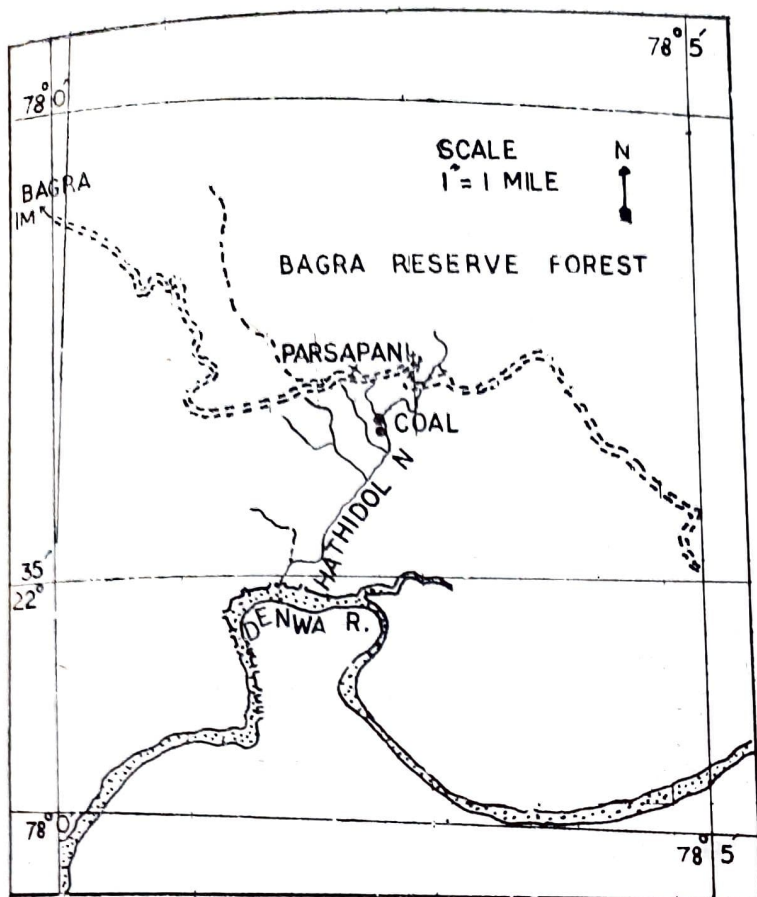 78° 5'
78° 0'
SCALE
1" = 1 MILE
N
BAGRA
1M
BAGRA RESERVE FOREST
PARSAPANI
COAL
HATHIDOL N
35'
22°
DENWA R.
78° 0'
78° 5'